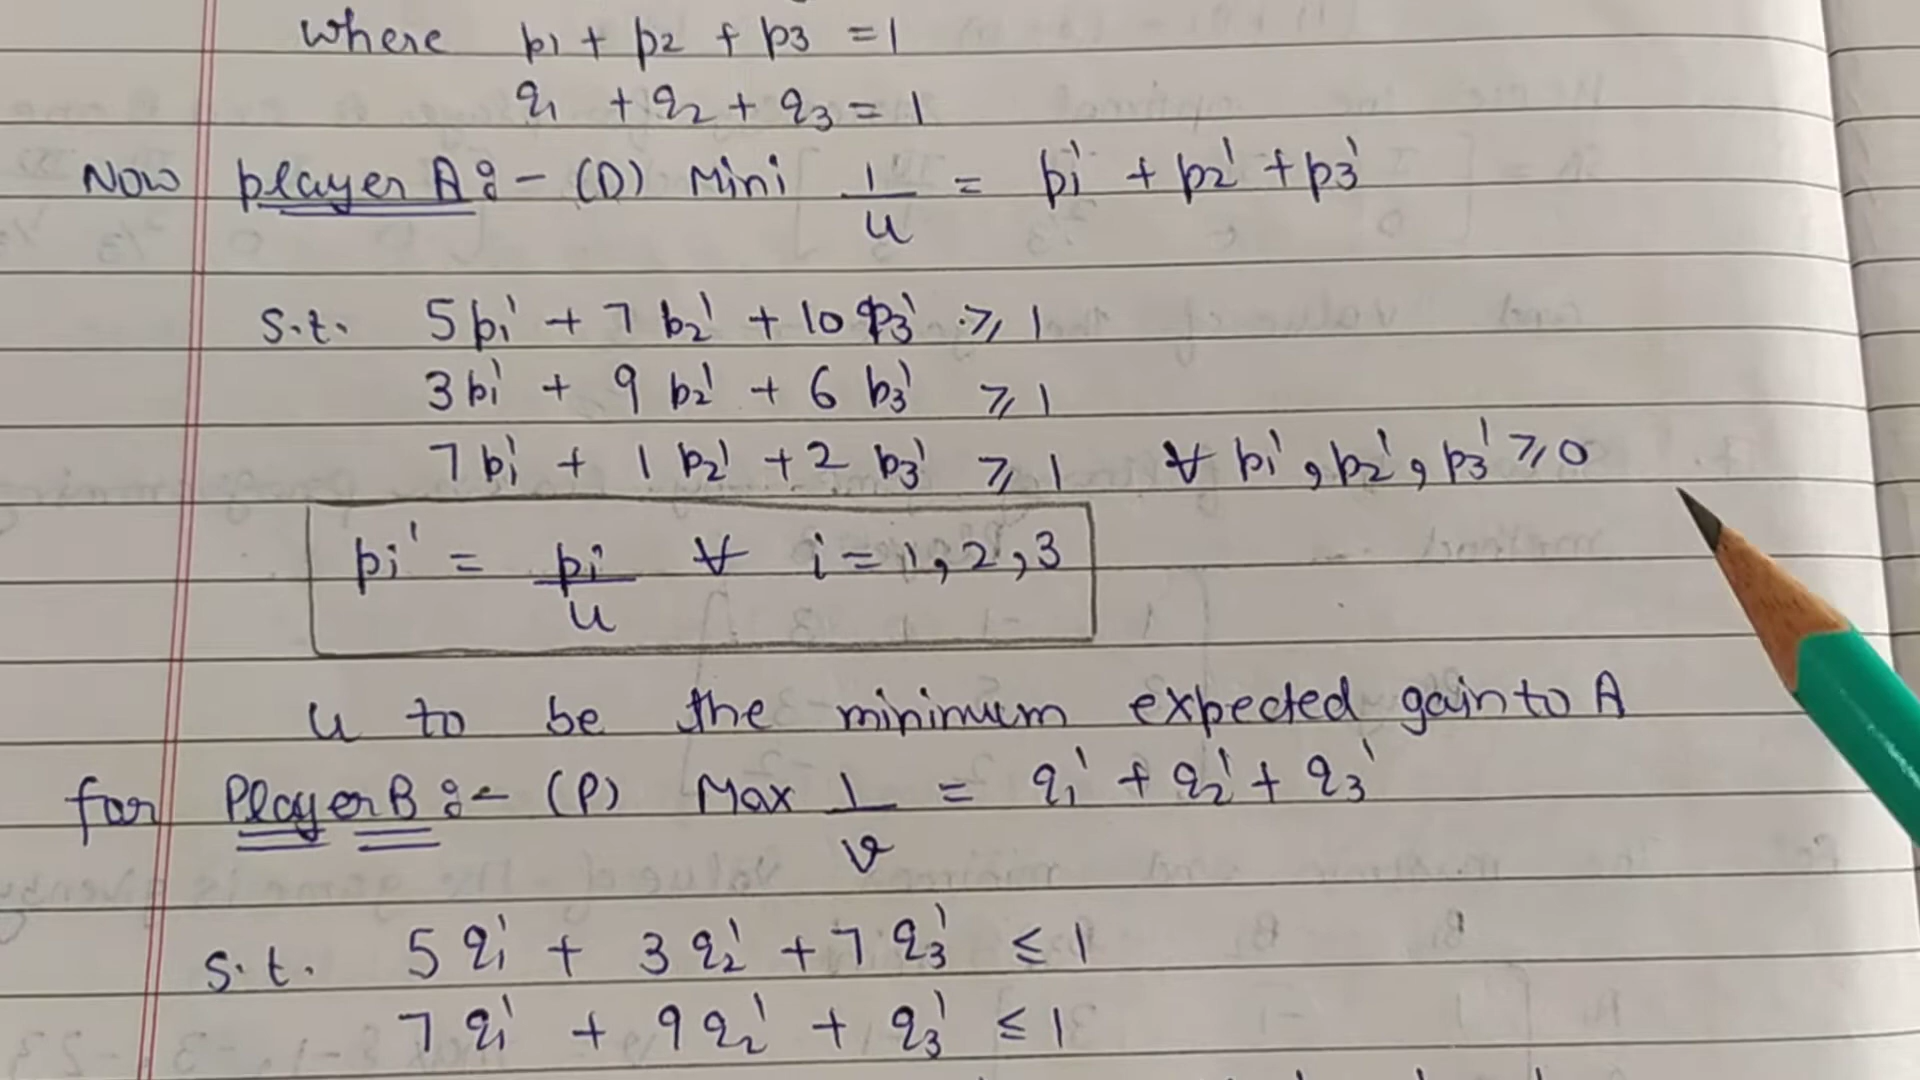 where p1 + p2 + p3 = 1
q1 + q2 + q3 = 1
Now player A :- (D) Mini 1/u = p1' + p2' + p3'
s.t. 5p1' + 7p2' + 10p3' ≥ 1
3p1' + 9p2' + 6p3' ≥ 1
7p1' + 1p2' + 2p3' ≥ 1 ∀ p1', p2', p3' ≥ 0
pi' = pi/u ∀ i = 1, 2, 3
u to be the minimum expected gain to A
for Player B :- (P) Max 1/v = q1' + q2' + q3'
s.t. 5q1' + 3q2' + 7q3' ≤ 1
7q1' + 9q2' + q3' ≤ 1